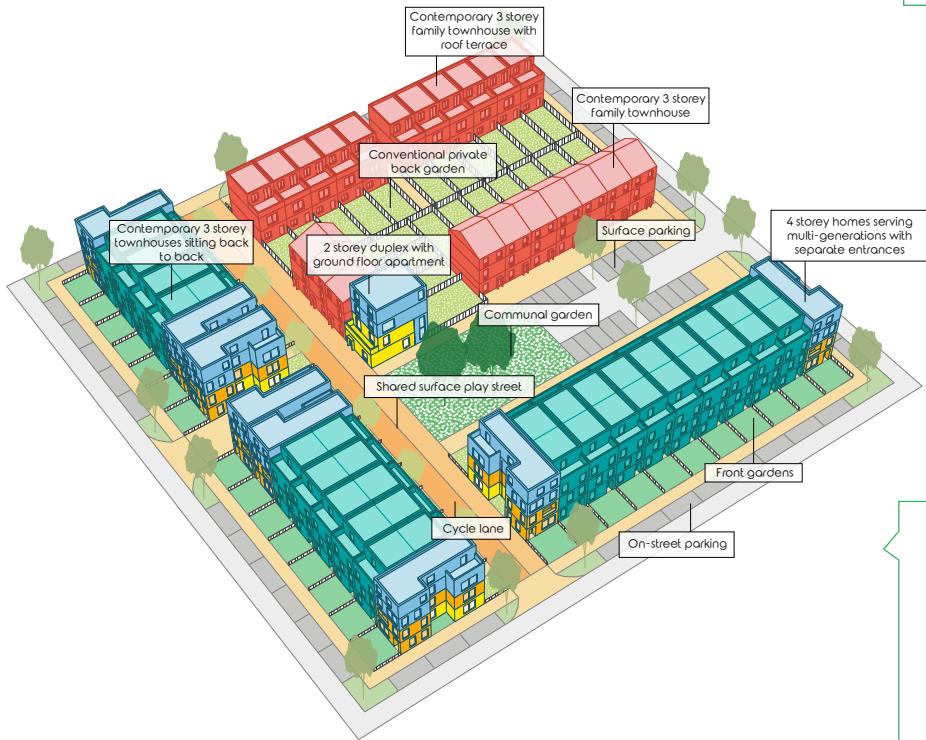 Contemporary 3 storey
family townhouse with
roof terrace
Contemporary 3 storey
family townhouse
Conventional private
back garden
Contemporary 3 storey
townhouses sitting back
to back
2 storey duplex with
ground floor apartment
Surface parking
4 storey homes serving
multi-generations with
separate entrances
Communal garden
Shared surface play street
Front gardens
Cycle lane
On-street parking